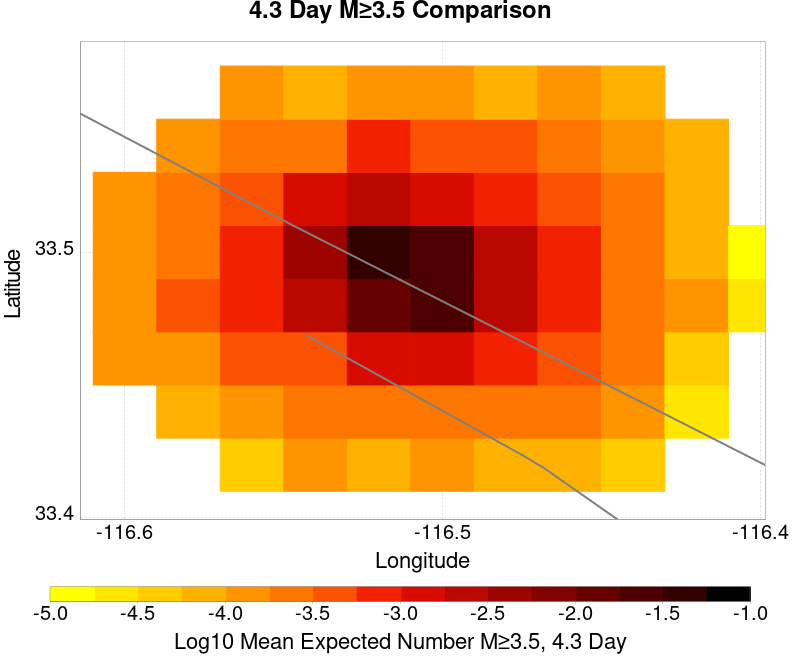 4.3 Day M≥3.5 Comparison
Latitude
33.5
33.4
-116.6 -116.5 -116.4
Longitude
-5.0 -4.5 -4.0 -3.5 -3.0 -2.5 -2.0 -1.5 -1.0
Log10 Mean Expected Number M≥3.5, 4.3 Day